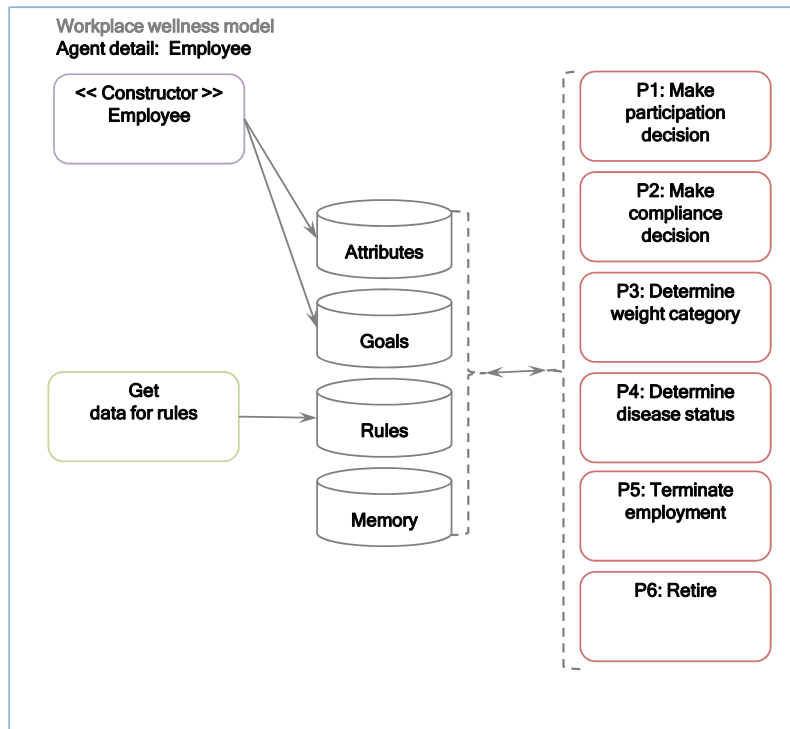 Workplace wellness model
Agent detail:  Employee
<< Constructor >>
Employee
Attributes
Goals
Get
data for rules
Rules
Memory
P1: Make
participation
decision
P2: Make
compliance
decision
P3: Determine
weight category
P4: Determine
disease status
P5: Terminate
employment
P6: Retire